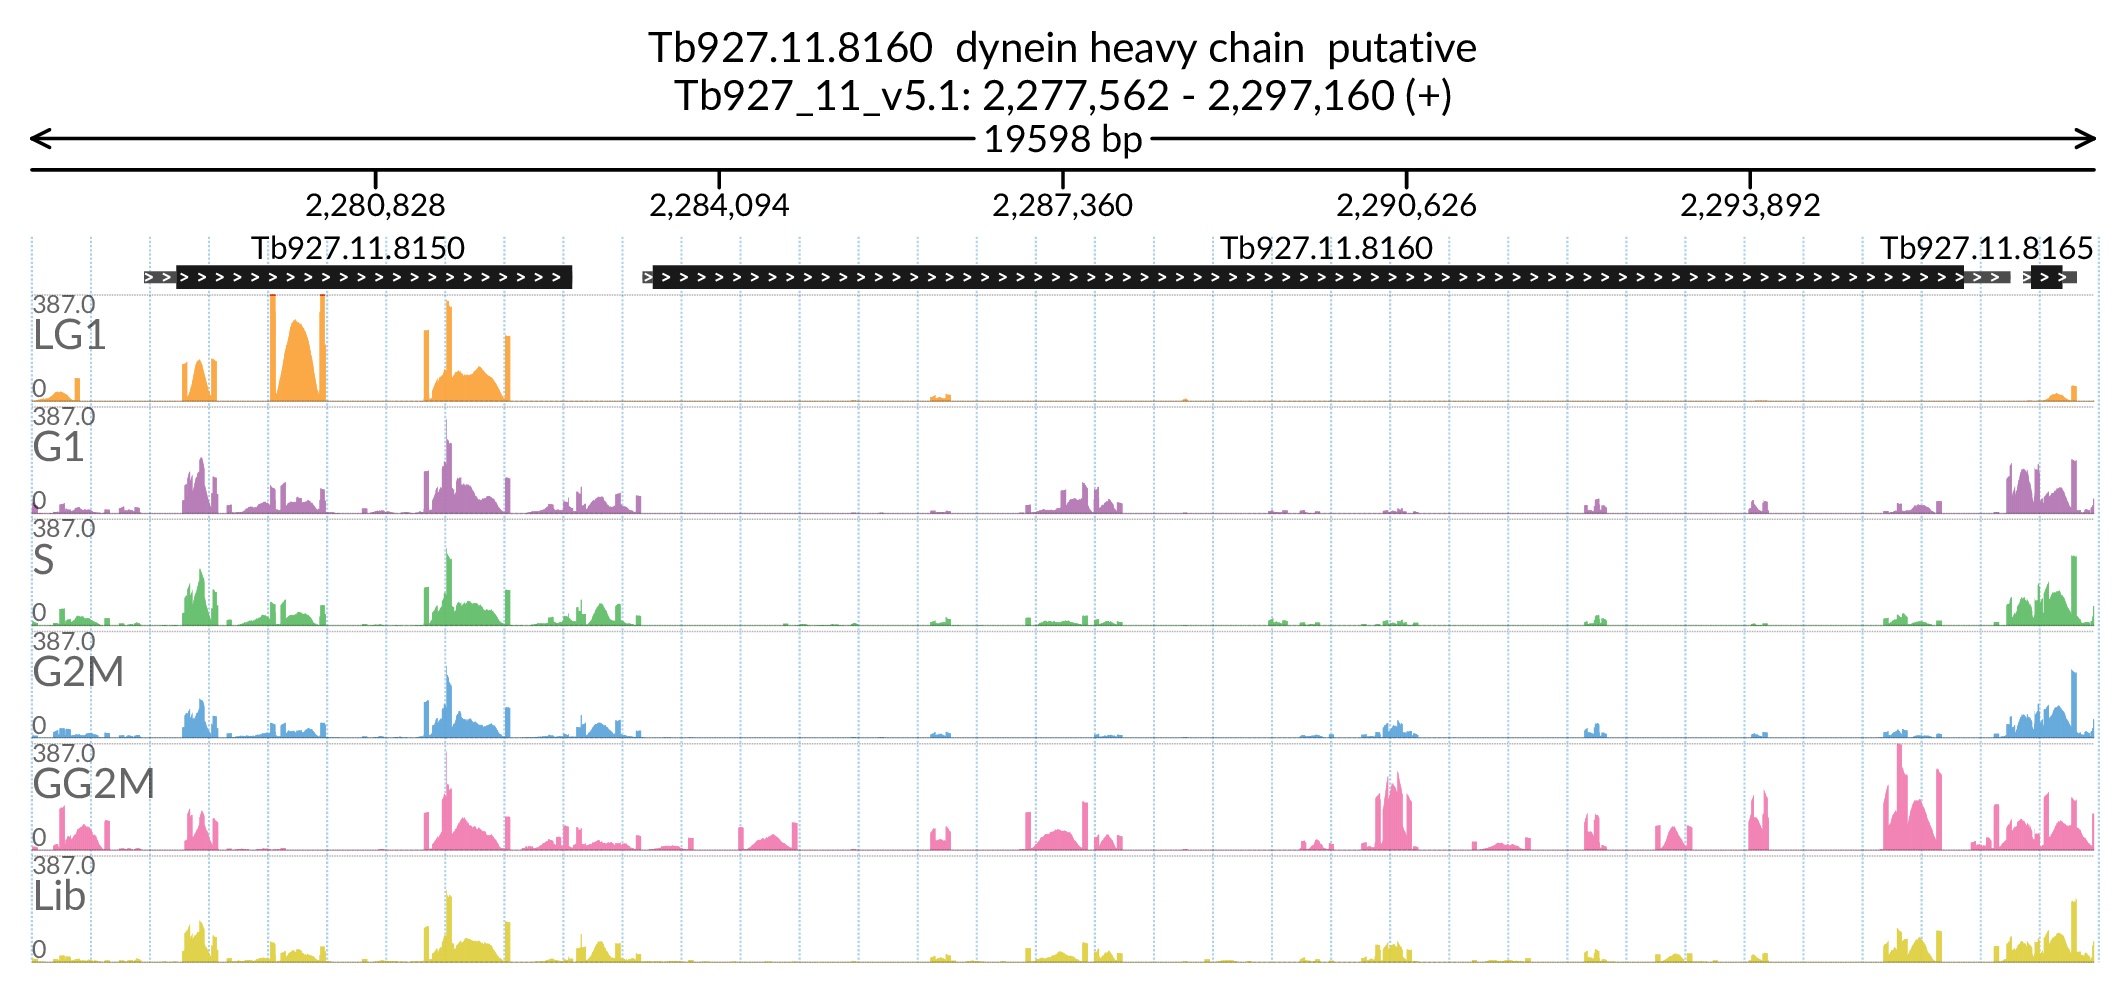 Tb927.11.8160 dynein heavy chain putative
Tb927_11_v5.1: 2,277,562 - 2,297,160 (+)
19598 bp
2,280,828 2,284,094 2,287,360 2,290,626 2,293,892
Tb927.11.8150 Tb927.11.8160 Tb927.11.8165
387.0
LG1
0
387.0
G1
0
387.0
S
0
387.0
G2M
0
387.0
GG2M
0
387.0
Lib
0